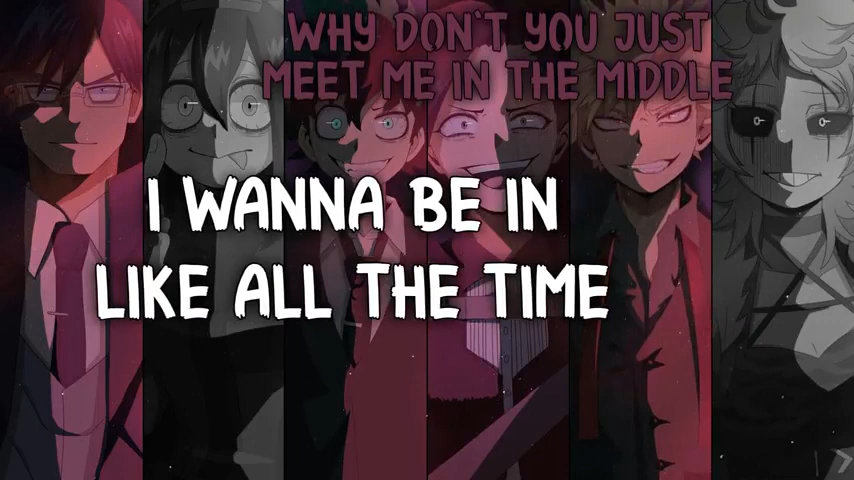 WHY DON'T YOU JUST
MEET ME IN THE MIDDLE
I WANNA BE IN
LIKE ALL THE TIME